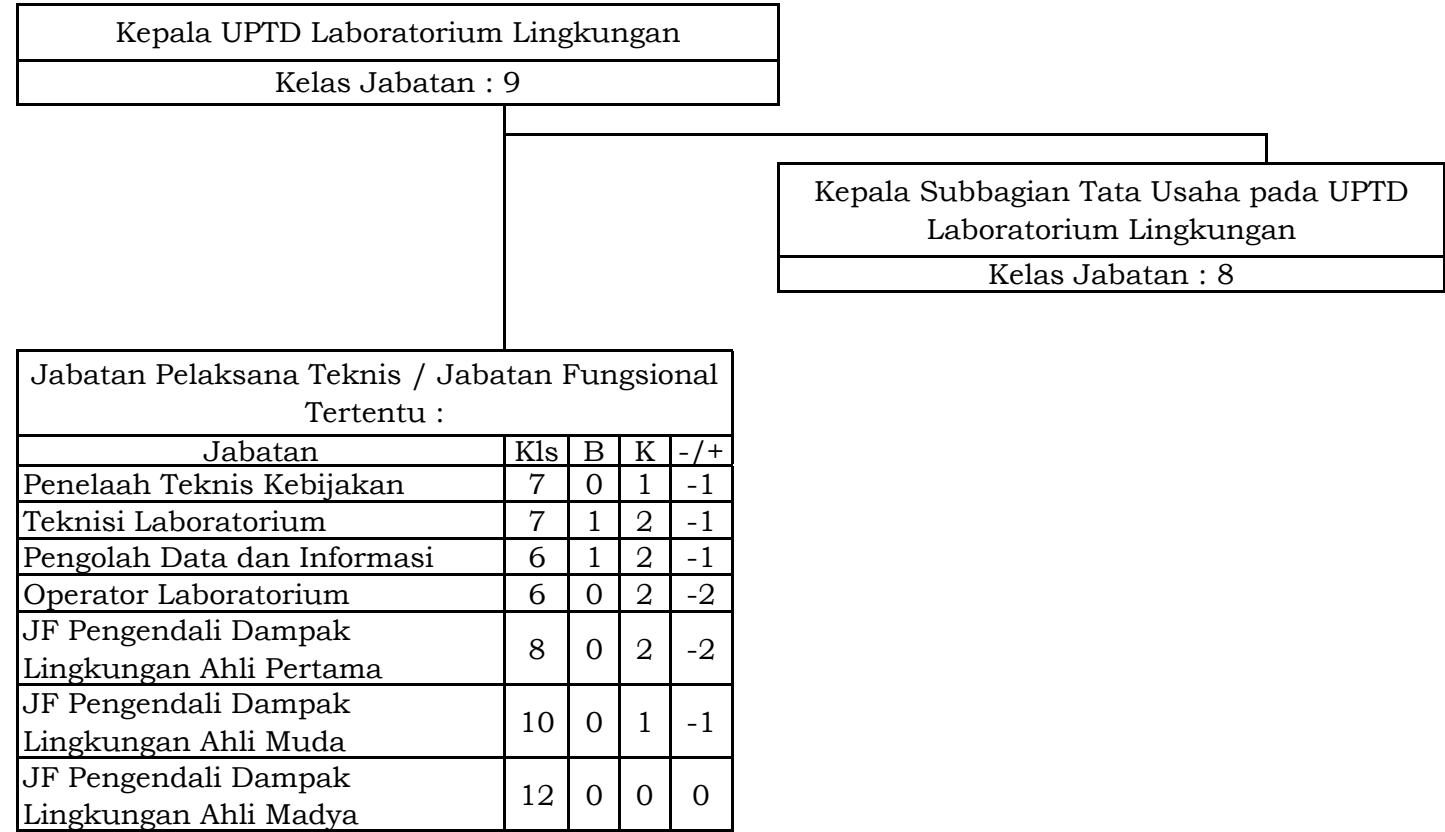 Kepala UPTD Laboratorium Lingkungan
Kelas Jabatan : 9
Kepala Subbagian Tata Usaha pada UPTD
Laboratorium Lingkungan
Kelas Jabatan : 8
Jabatan Pelaksana Teknis / Jabatan Fungsional
Tertentu :
Jabatan Kls B K -/+
Penelaah Teknis Kebijakan 7 0 1 -1
Teknisi Laboratorium 7 1 2 -1
Pengolah Data dan Informasi 6 1 2 -1
Operator Laboratorium 6 0 2 -2
JF Pengendali Dampak
Lingkungan Ahli Pertama 8 0 2 -2
JF Pengendali Dampak
Lingkungan Ahli Muda 10 0 1 -1
JF Pengendali Dampak
Lingkungan Ahli Madya 12 0 0 0